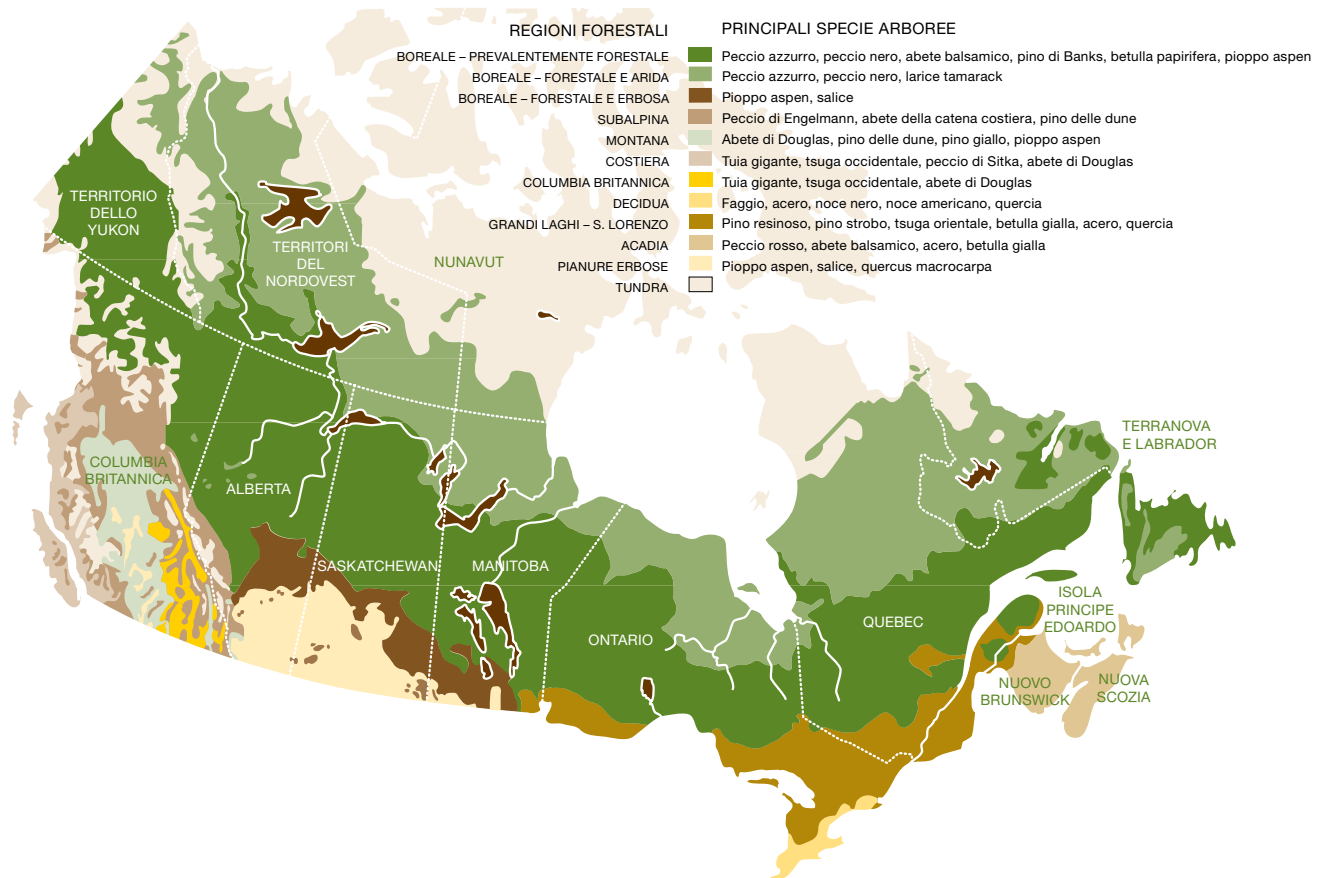 REGIONI FORESTALI PRINCIPALI SPECIE ARBOREE
BOREALE – PREVALENTEMENTE FORESTALE Peccio azzurro, peccio nero, abete balsamico, pino di Banks, betulla papirifera, pioppo aspen
BOREALE – FORESTALE E ARIDA Peccio azzurro, peccio nero, larice tamarack
BOREALE – FORESTALE E ERBOSA Pioppo aspen, salice
SUBALPINA Peccio di Engelmann, abete della catena costiera, pino delle dune
MONTANA Abete di Douglas, pino delle dune, pino giallo, pioppo aspen
COSTIERA Tuia gigante, tsuga occidentale, peccio di Sitka, abete di Douglas
COLUMBIA BRITANNICA Tuia gigante, tsuga occidentale, abete di Douglas
DECIDUA Faggio, acero, noce nero, noce americano, quercia
GRANDI LAGHI – S. LORENZO Pino resinoso, pino strobo, tsuga orientale, betulla gialla, acero, quercia
ACADIA Peccio rosso, abete balsamico, acero, betulla gialla
PIANURE ERBOSE Pioppo aspen, salice, quercus macrocarpa
TUNDRA
TERRITORIO
DELLO
YUKON
TERRITORI
DEL
NORDOVEST
NUNAVUT
TERRANOVA
E LABRADOR
COLUMBIA
BRITANNICA
ALBERTA
SASKATCHEWAN
MANITOBA
ONTARIO
QUEBEC
ISOLA
PRINCIPE
EDOARDO
NUOVO
BRUNSWICK
NUOVA
SCOZIA